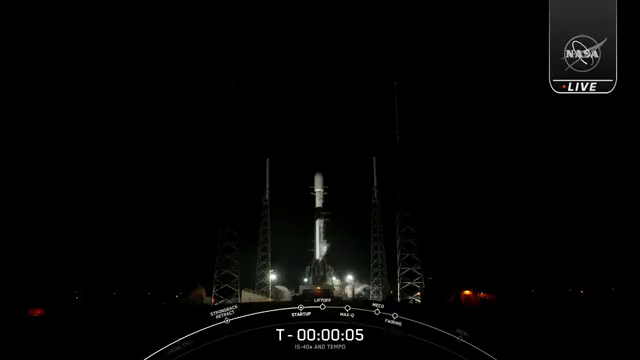 NASA
LIVE
STRONGBACK
RETRACT
STARTUP
LIFTOFF
MAX-Q
MECO
FAIRING
T - 00:00:05
IS-40e AND TEMPO